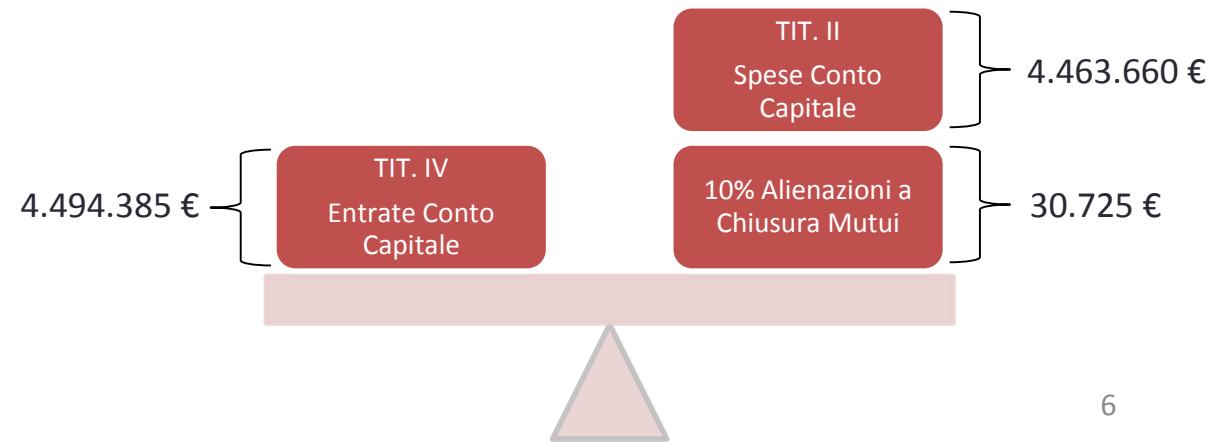 TIT. II
Spese Conto
Capitale
4.463.660 €
4.494.385 €
TIT. IV
Entrate Conto
Capitale
10% Alienazioni a
Chiusura Mutui
30.725 €
6